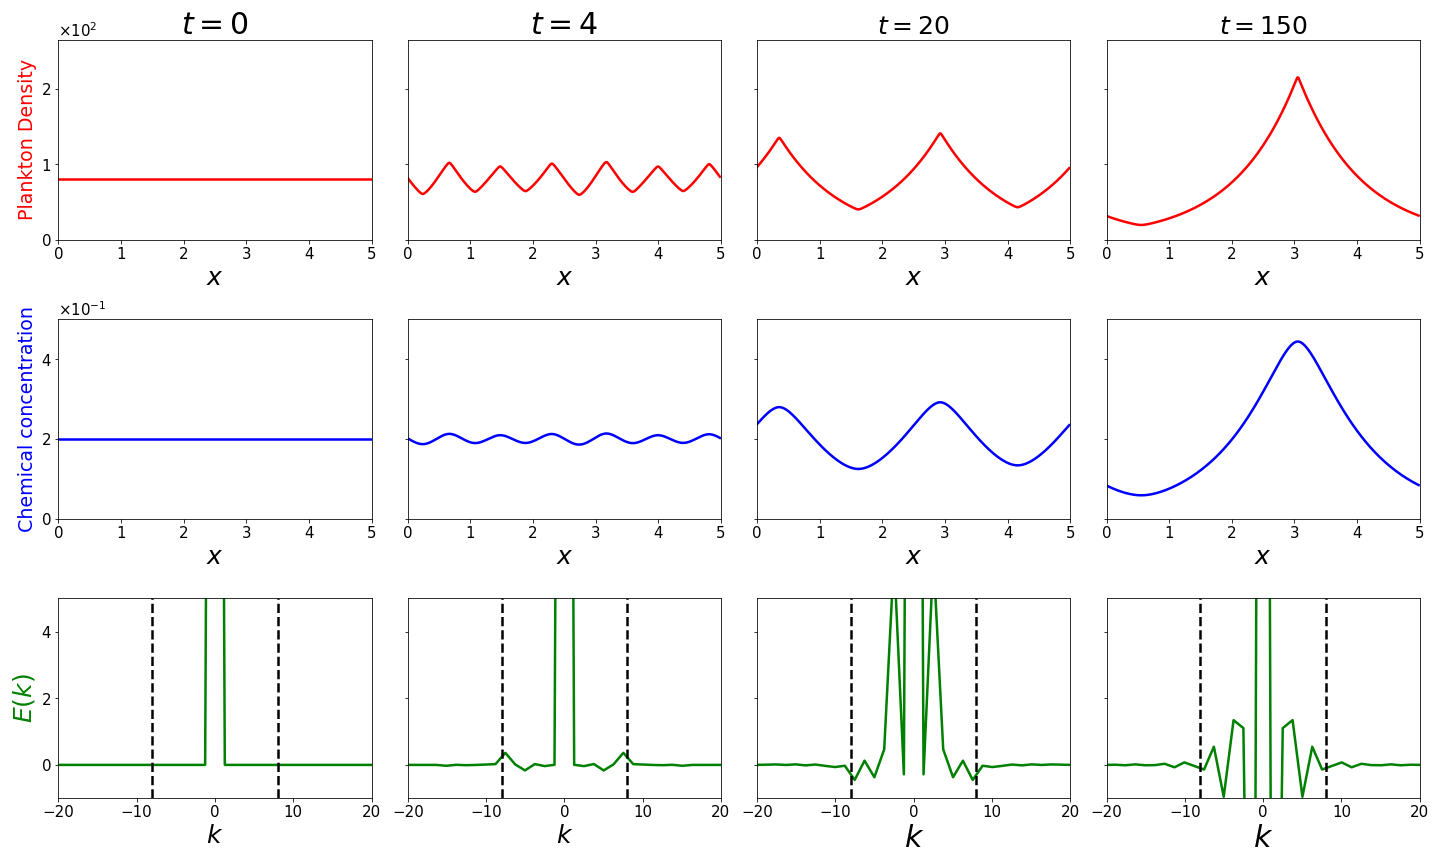 t = 0
t = 4
t = 20
t = 150
×10²
Plankton Density
2
1
0
0 1 2 3 4 5
0 1 2 3 4 5
0 1 2 3 4 5
0 1 2 3 4 5
x
x
x
x
×10⁻¹
Chemical concentration
4
2
0
0 1 2 3 4 5
0 1 2 3 4 5
0 1 2 3 4 5
0 1 2 3 4 5
x
x
x
x
E(k)
4
2
0
−20 −10 0 10 20
−20 −10 0 10 20
−20 −10 0 10 20
−20 −10 0 10 20
k
k
k
k